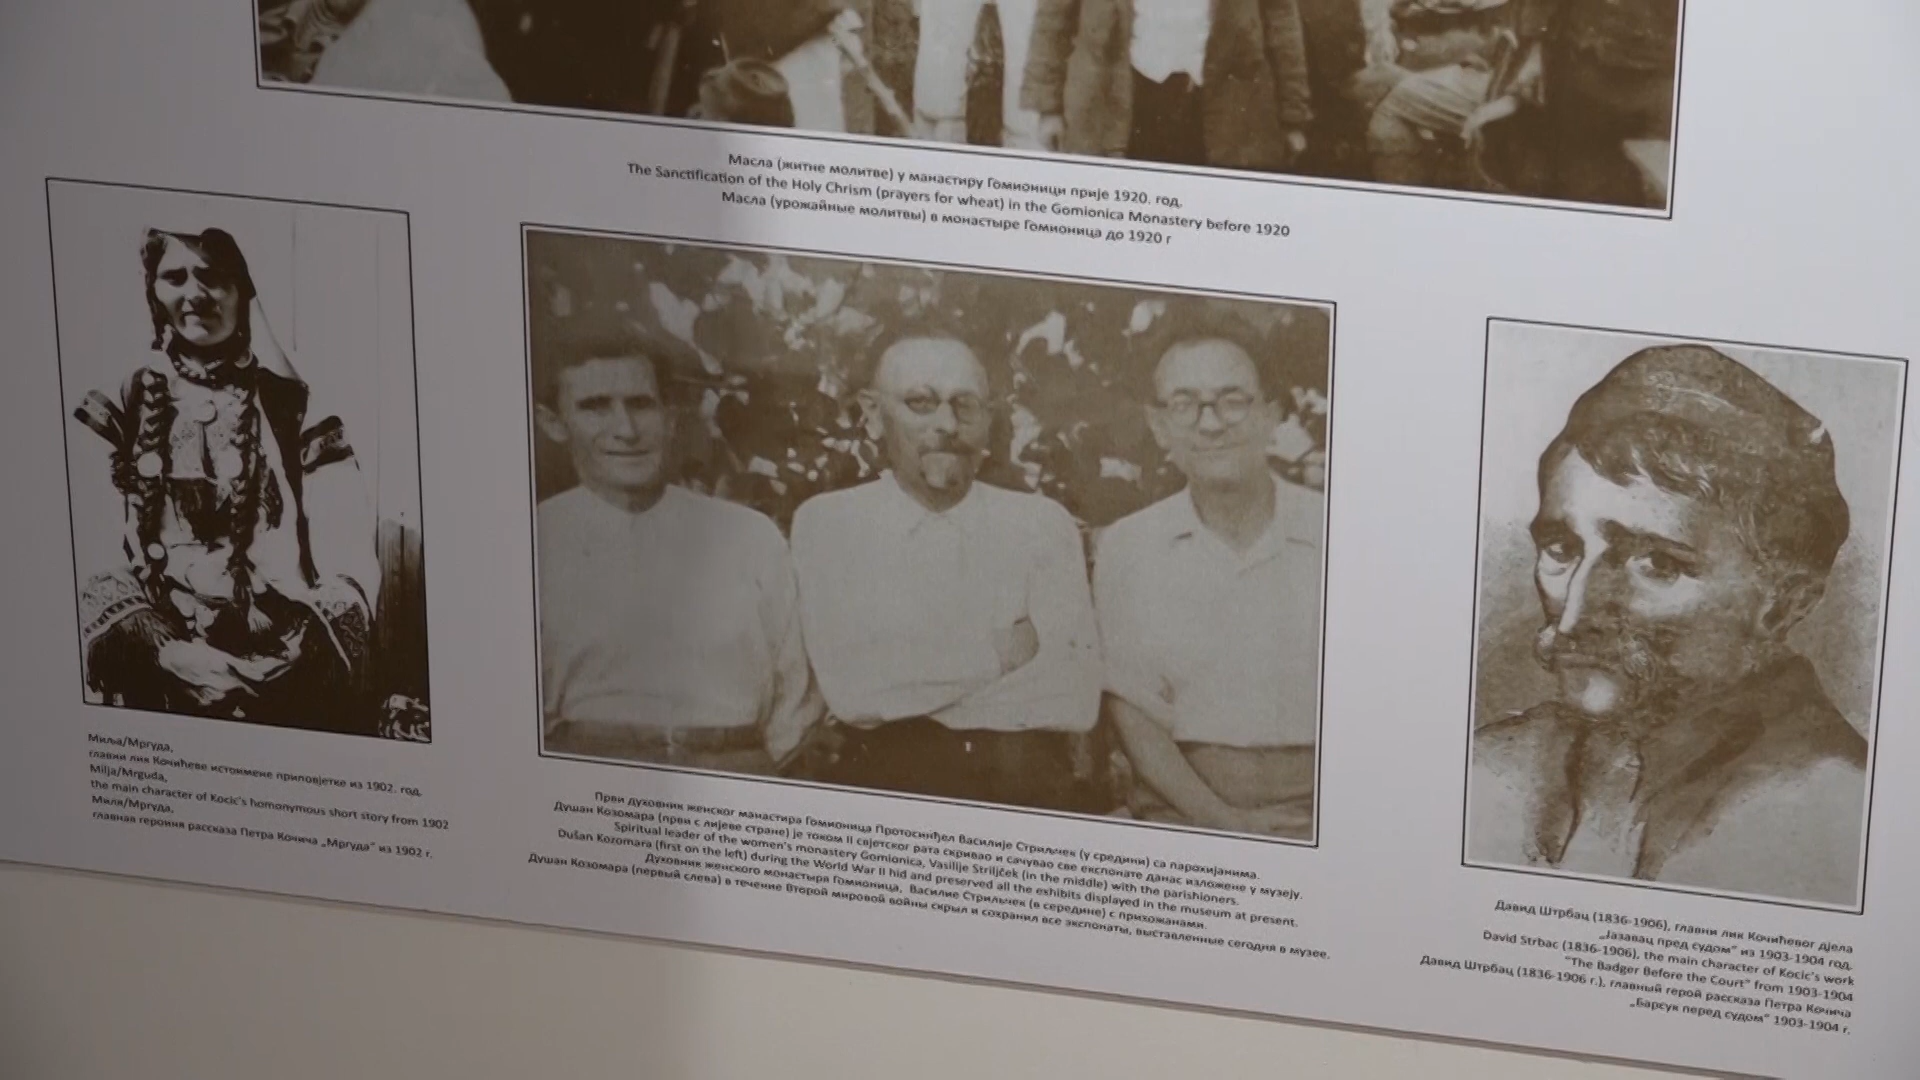 Масла (житне молитве) у манастиру Гомионици прије 1920. год.
The Sanctification of the Holy Chrism (prayers for wheat) in the Gomionica Monastery before 1920
Масла (урожайные молитвы) в монастыре Гомионица до 1920 г
Миља/Мргуда,
главни лик Кочићеве истоимене приповјетке из 1902. год.
Milja/Mrguda,
the main character of Kocic's homonymous short story from 1902
Миля/Мргуда,
главная героиня рассказа Петра Кочича „Мргуда" из 1902 г.
Први духовник женског манастира Гомионица Протосинђел Василије Стриљчек (у средини) са парохијанима.
Душан Козомара (први с лијеве стране) је током II свјетског рата скривао и сачувао све експонате данас изложене у музеју.
Spiritual leader of the women's monastery Gomionica, Vasilije Striljček (in the middle) with the parishioners.
Dušan Kozomara (first on the left) during the World War II hid and preserved all the exhibits displayed in the museum at present.
Духовник женского монастыря Гомионица, Василие Стрильчек (в середине) с прихожанами.
Душан Козомара (первый слева) в течение Второй мировой войны скрыл и сохранил все экспонаты, выставленные сегодня в музее.
Давид Штрбац (1836-1906), главни лик Кочићевог дјела
„Јазавац пред судом" из 1903-1904 год.
David Strbac (1836-1906), the main character of Kocic's work
"The Badger Before the Court" from 1903-1904
Давид Штрбац (1836-1906 г.), главный герой рассказа Петра Кочича
„Барсук перед судом" 1903-1904 г.